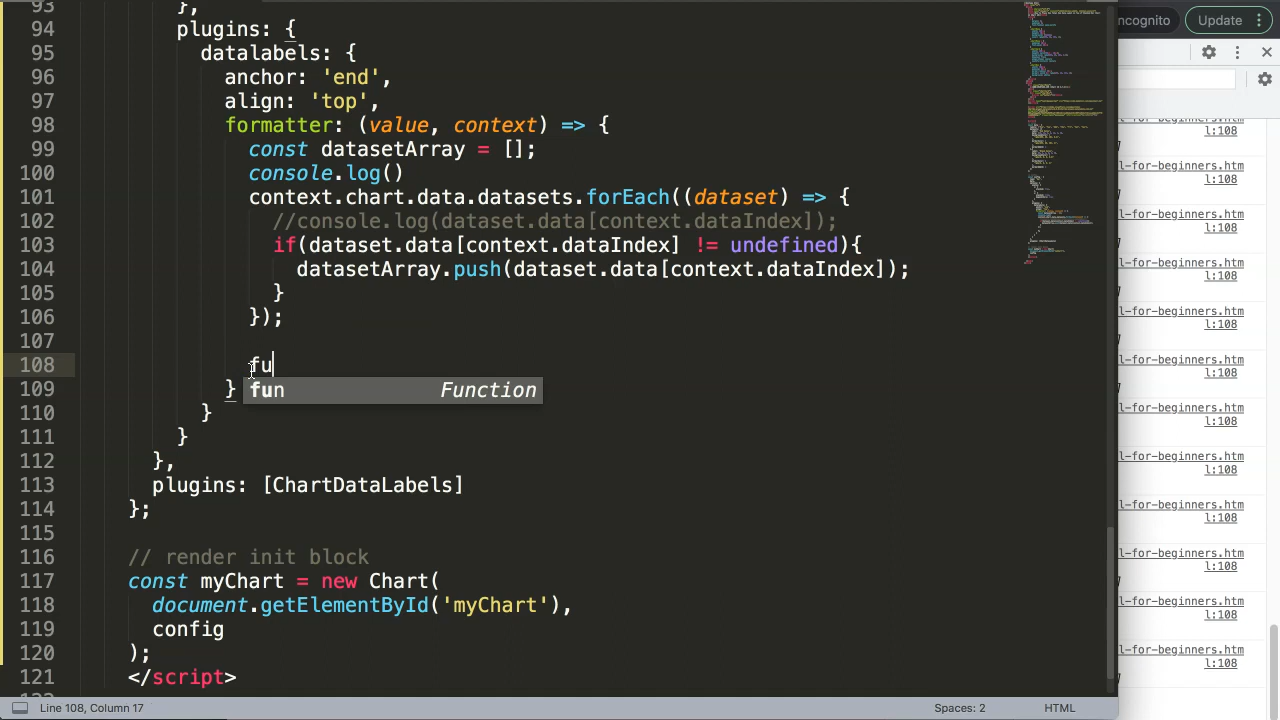 93 },
94 plugins: {
95 datalabels: {
96 anchor: 'end',
97 align: 'top',
98 formatter: (value, context) => {
99 const datasetArray = [];
100 console.log()
101 context.chart.data.datasets.forEach((dataset) => {
102 //console.log(dataset.data[context.dataIndex]);
103 if(dataset.data[context.dataIndex] != undefined){
104 datasetArray.push(dataset.data[context.dataIndex]);
105 }
106 });
107
108 fu
fun Function
109 }
110 }
111 }
112 },
113 plugins: [ChartDataLabels]
114 };
115
116 // render init block
117 const myChart = new Chart(
118 document.getElementById('myChart'),
119 config
120 );
121 </script>
Line 108, Column 17 Spaces: 2 HTML
ncognito Update
l:108
l-for-beginners.htm
l:108
l-for-beginners.htm
l:108
l-for-beginners.htm
l:108
l-for-beginners.htm
l:108
l-for-beginners.htm
l:108
l-for-beginners.htm
l:108
l-for-beginners.htm
l:108
l-for-beginners.htm
l:108
l-for-beginners.htm
l:108
l-for-beginners.htm
l:108
l-for-beginners.htm
l:108